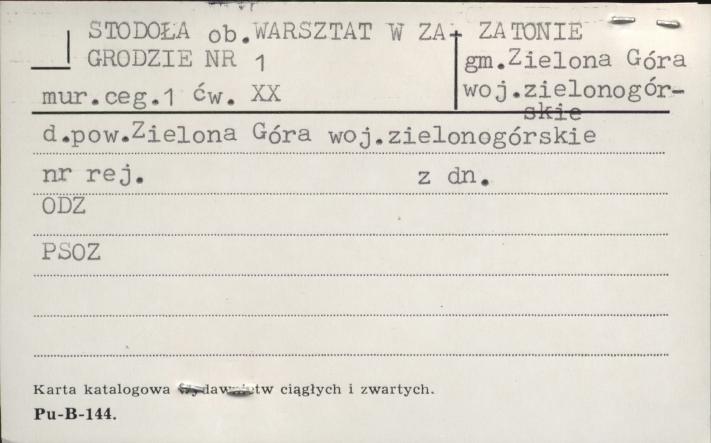 STODOŁA ob.WARSZTAT W ZA-
GRODZIE NR 1
mur.ceg.1 ćw. XX
ZATONIE
gm.Zielona Góra
woj.zielonogór-
skie
d.pow.Zielona Góra woj.zielonogórskie
nr rej. z dn.
ODZ
PSOZ
Karta katalogowa wydawnictw ciągłych i zwartych.
Pu-B-144.